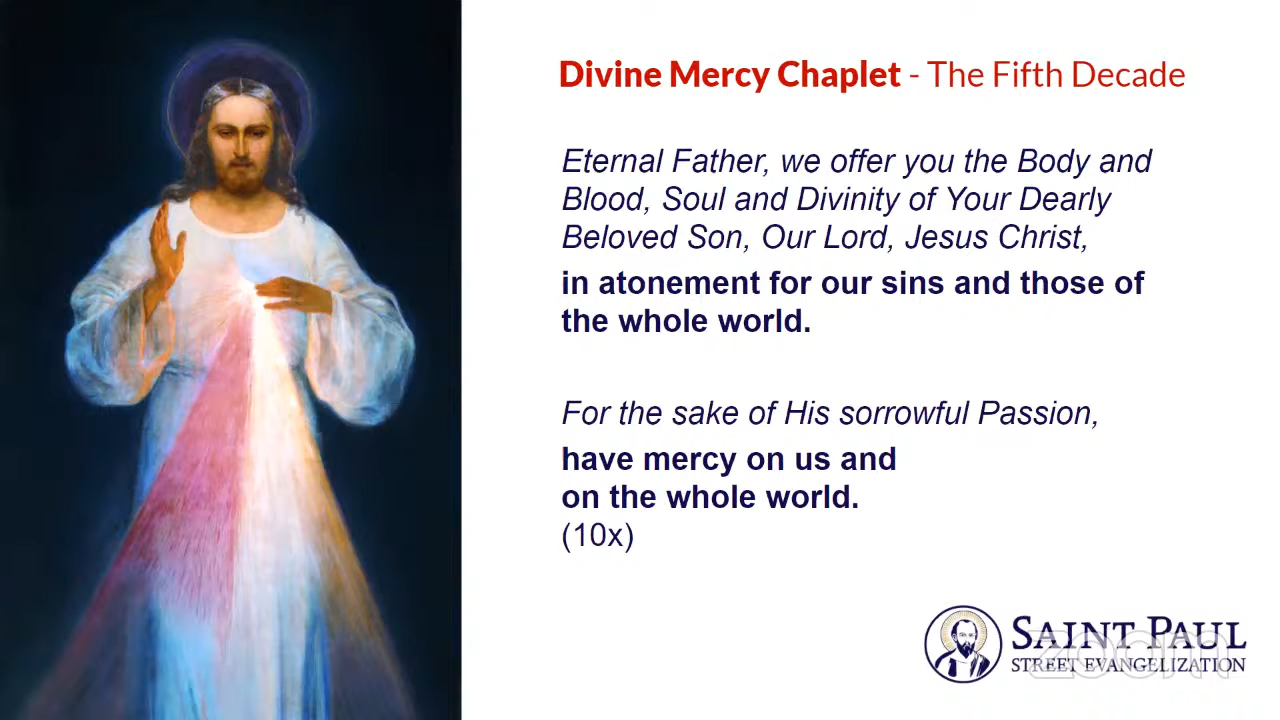 Divine Mercy Chaplet - The Fifth Decade
Eternal Father, we offer you the Body and
Blood, Soul and Divinity of Your Dearly
Beloved Son, Our Lord, Jesus Christ,
in atonement for our sins and those of
the whole world.
For the sake of His sorrowful Passion,
have mercy on us and
on the whole world.
(10x)
SAINT PAUL
STREET EVANGELIZATION
zoom